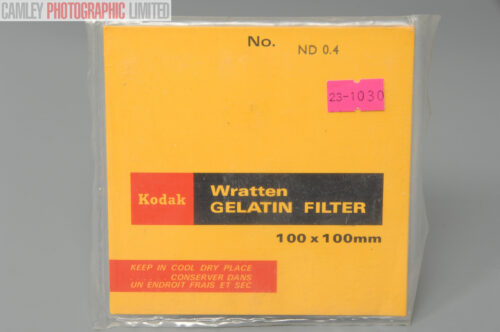 CAMLEY PHOTOGRAPHIC LIMITED
No. ND 0.4
23-1030
Kodak
Wratten
GELATIN FILTER
100 x 100mm
KEEP IN COOL DRY PLACE
...... CONSERVER DANS
UN ENDROIT FRAIS ET SEC